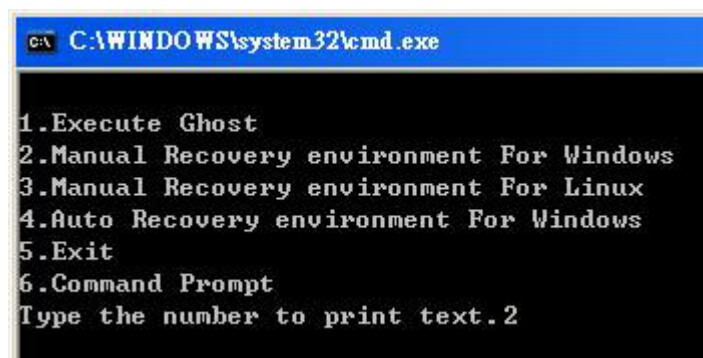 C:\WINDOWS\system32\cmd.exe
1.Execute Ghost
2.Manual Recovery environment For Windows
3.Manual Recovery environment For Linux
4.Auto Recovery environment For Windows
5.Exit
6.Command Prompt
Type the number to print text.2